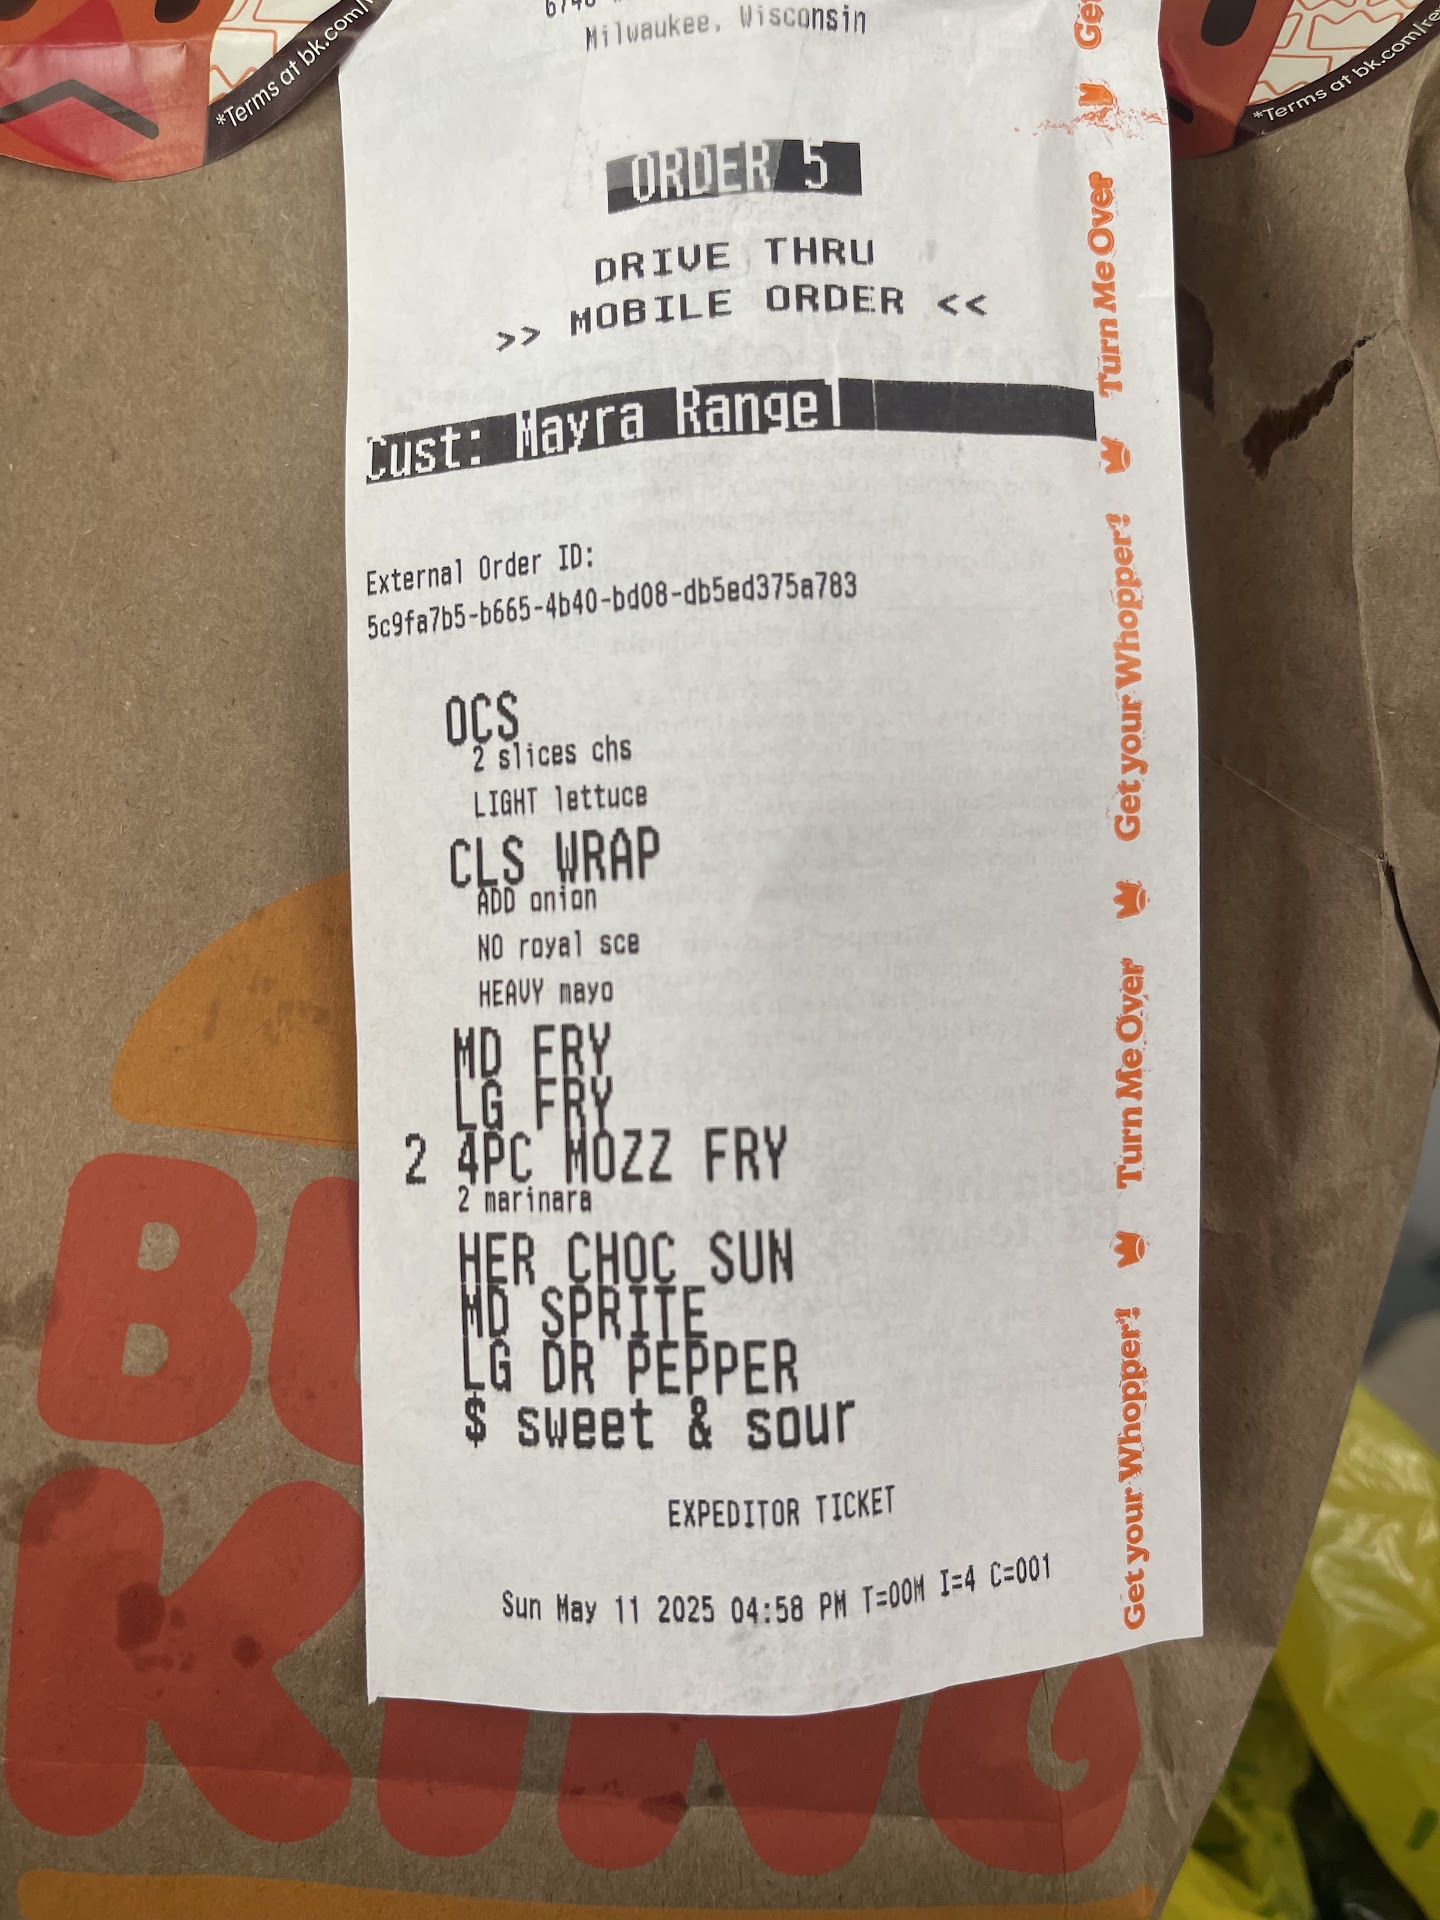 *Terms at bk.com/
*Terms at bk.com/re
Milwaukee, Wisconsin
ORDER 5
DRIVE THRU
>> MOBILE ORDER <<
Cust: Mayra Rangel
External Order ID:
5c9fa7b5-b665-4b40-bd08-db5ed375a783
OCS
2 slices chs
LIGHT lettuce
CLS WRAP
ADD onion
NO royal sce
HEAVY mayo
MD FRY
LG FRY
2 4PC MOZZ FRY
2 marinara
HER CHOC SUN
MD SPRITE
LG DR PEPPER
$ sweet & sour
EXPEDITOR TICKET
Sun May 11 2025 04:58 PM T=00M I=4 C=001
Get your Whopper! Turn Me Over Get your Whopper! Turn Me Over Ge
BU
KING